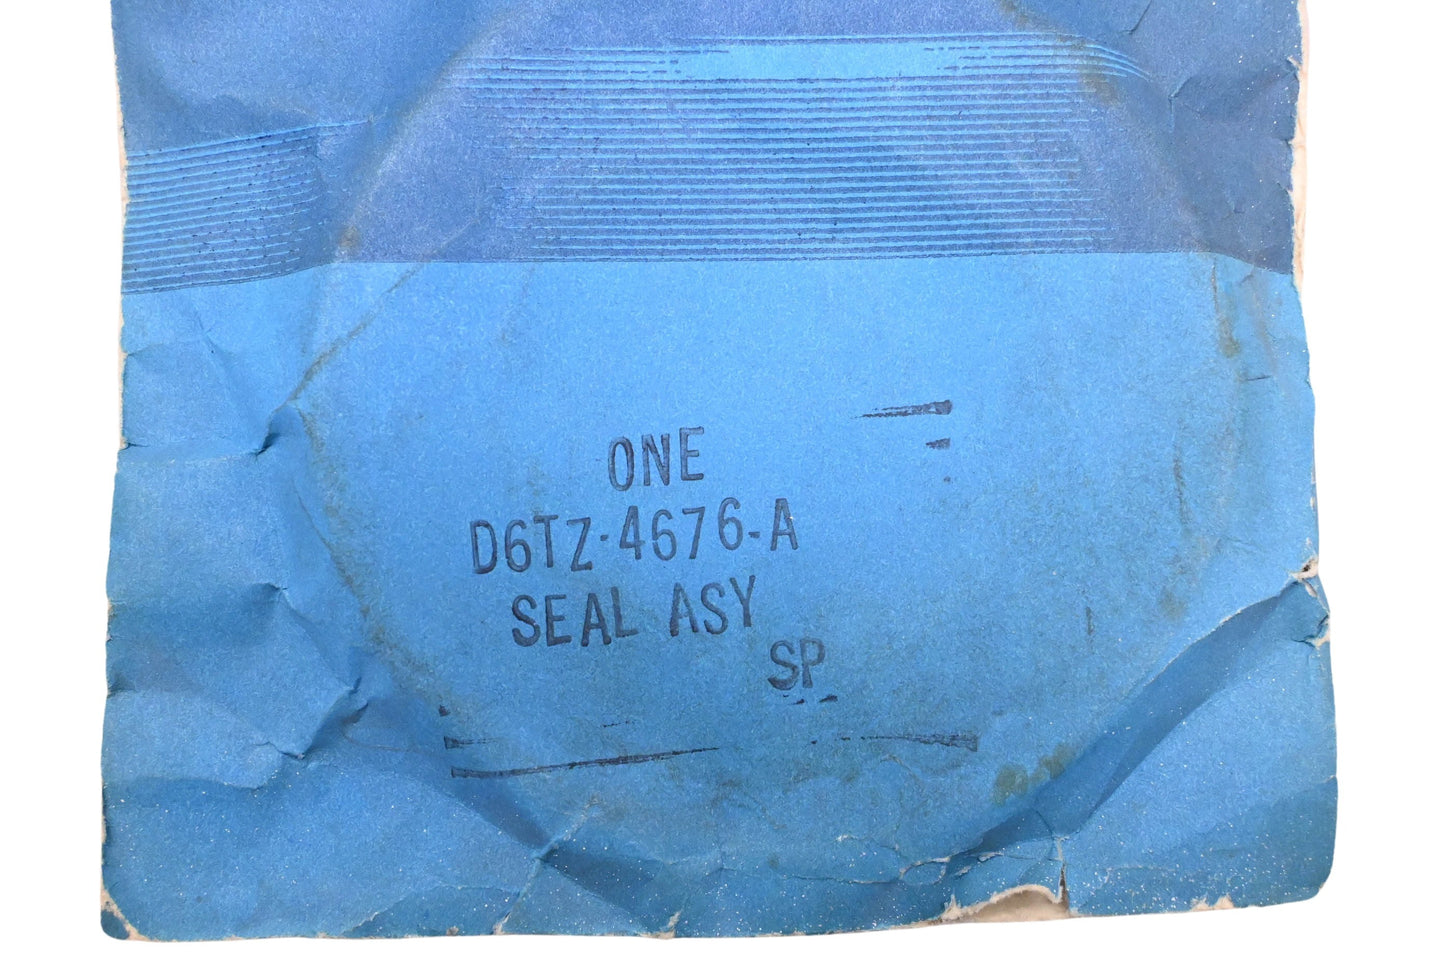 ONE
D6TZ-4676-A
SEAL ASY
SP